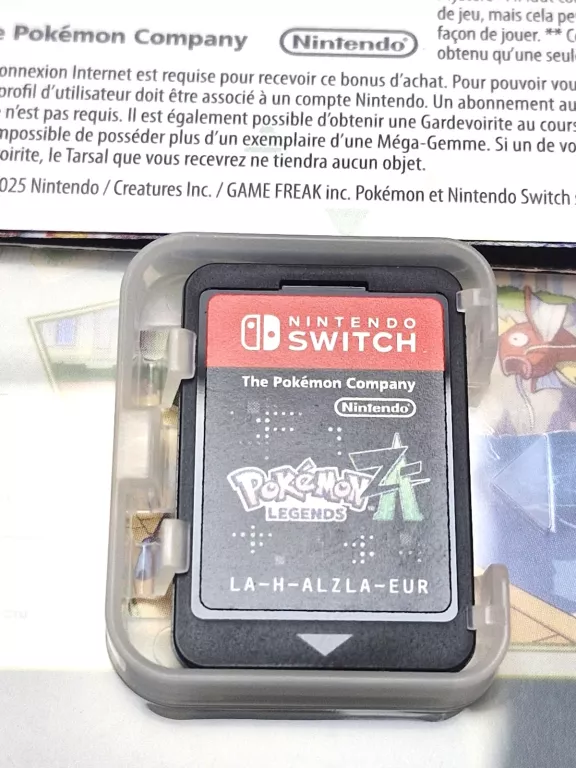 de jeu, mais cela pe
façon de jouer. ** C
obtenu qu'une seul
e Pokémon Company
Nintendo
onnexion Internet est requise pour recevoir ce bonus d'achat. Pour pouvoir vou
profil d'utilisateur doit être associé à un compte Nintendo. Un abonnement au
n'est pas requis. Il est également possible d'obtenir une Gardevoirite au cours
mpossible de posséder plus d'un exemplaire d'une Méga-Gemme. Si un de vo
oirite, le Tarsal que vous recevrez ne tiendra aucun objet.
025 Nintendo / Creatures Inc. / GAME FREAK inc. Pokémon et Nintendo Switch s
NINTENDO
SWITCH
The Pokémon Company
Nintendo
POKÉMON
LEGENDS
ZA
LA-H-ALZLA-EUR